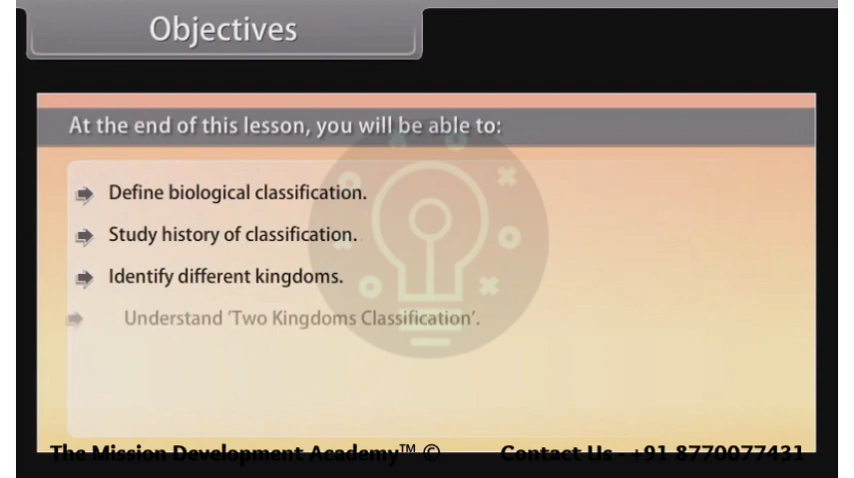 Objectives
At the end of this lesson, you will be able to:
Define biological classification.
Study history of classification.
Identify different kingdoms.
Understand 'Two Kingdoms Classification'.
The Mission Development Academy™ © Contact Us - +91 8770077431